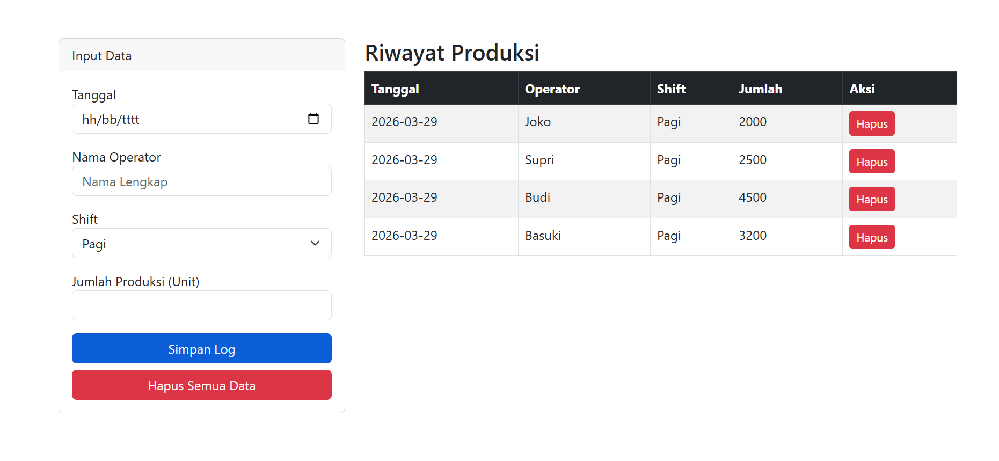 Input Data
Tanggal
hh/bb/tttt
Nama Operator
Nama Lengkap
Shift
Pagi
Jumlah Produksi (Unit)
Simpan Log
Hapus Semua Data
Riwayat Produksi
Tanggal Operator Shift Jumlah Aksi
2026-03-29 Joko Pagi 2000 Hapus
2026-03-29 Supri Pagi 2500 Hapus
2026-03-29 Budi Pagi 4500 Hapus
2026-03-29 Basuki Pagi 3200 Hapus